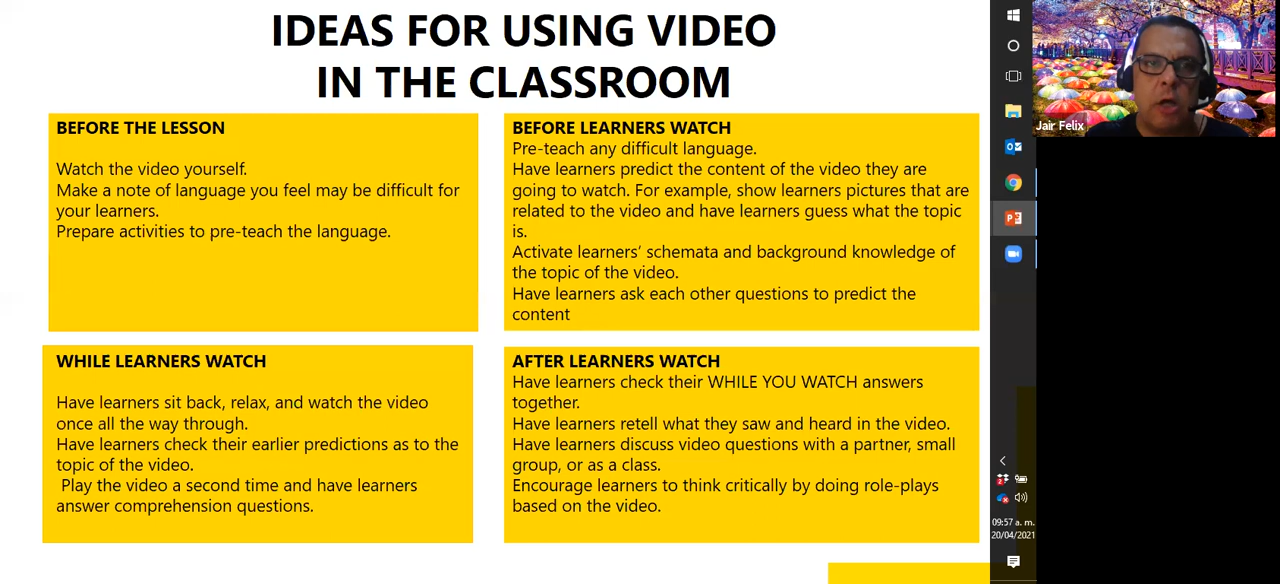 IDEAS FOR USING VIDEO
IN THE CLASSROOM
BEFORE THE LESSON
Watch the video yourself.
Make a note of language you feel may be difficult for
your learners.
Prepare activities to pre-teach the language.
BEFORE LEARNERS WATCH
Pre-teach any difficult language.
Have learners predict the content of the video they are
going to watch. For example, show learners pictures that are
related to the video and have learners guess what the topic
is.
Activate learners’ schemata and background knowledge of
the topic of the video.
Have learners ask each other questions to predict the
content
WHILE LEARNERS WATCH
Have learners sit back, relax, and watch the video
once all the way through.
Have learners check their earlier predictions as to the
topic of the video.
Play the video a second time and have learners
answer comprehension questions.
AFTER LEARNERS WATCH
Have learners check their WHILE YOU WATCH answers
together.
Have learners retell what they saw and heard in the video.
Have learners discuss video questions with a partner, small
group, or as a class.
Encourage learners to think critically by doing role-plays
based on the video.
Jair Felix
09:57 a. m.
20/04/2021